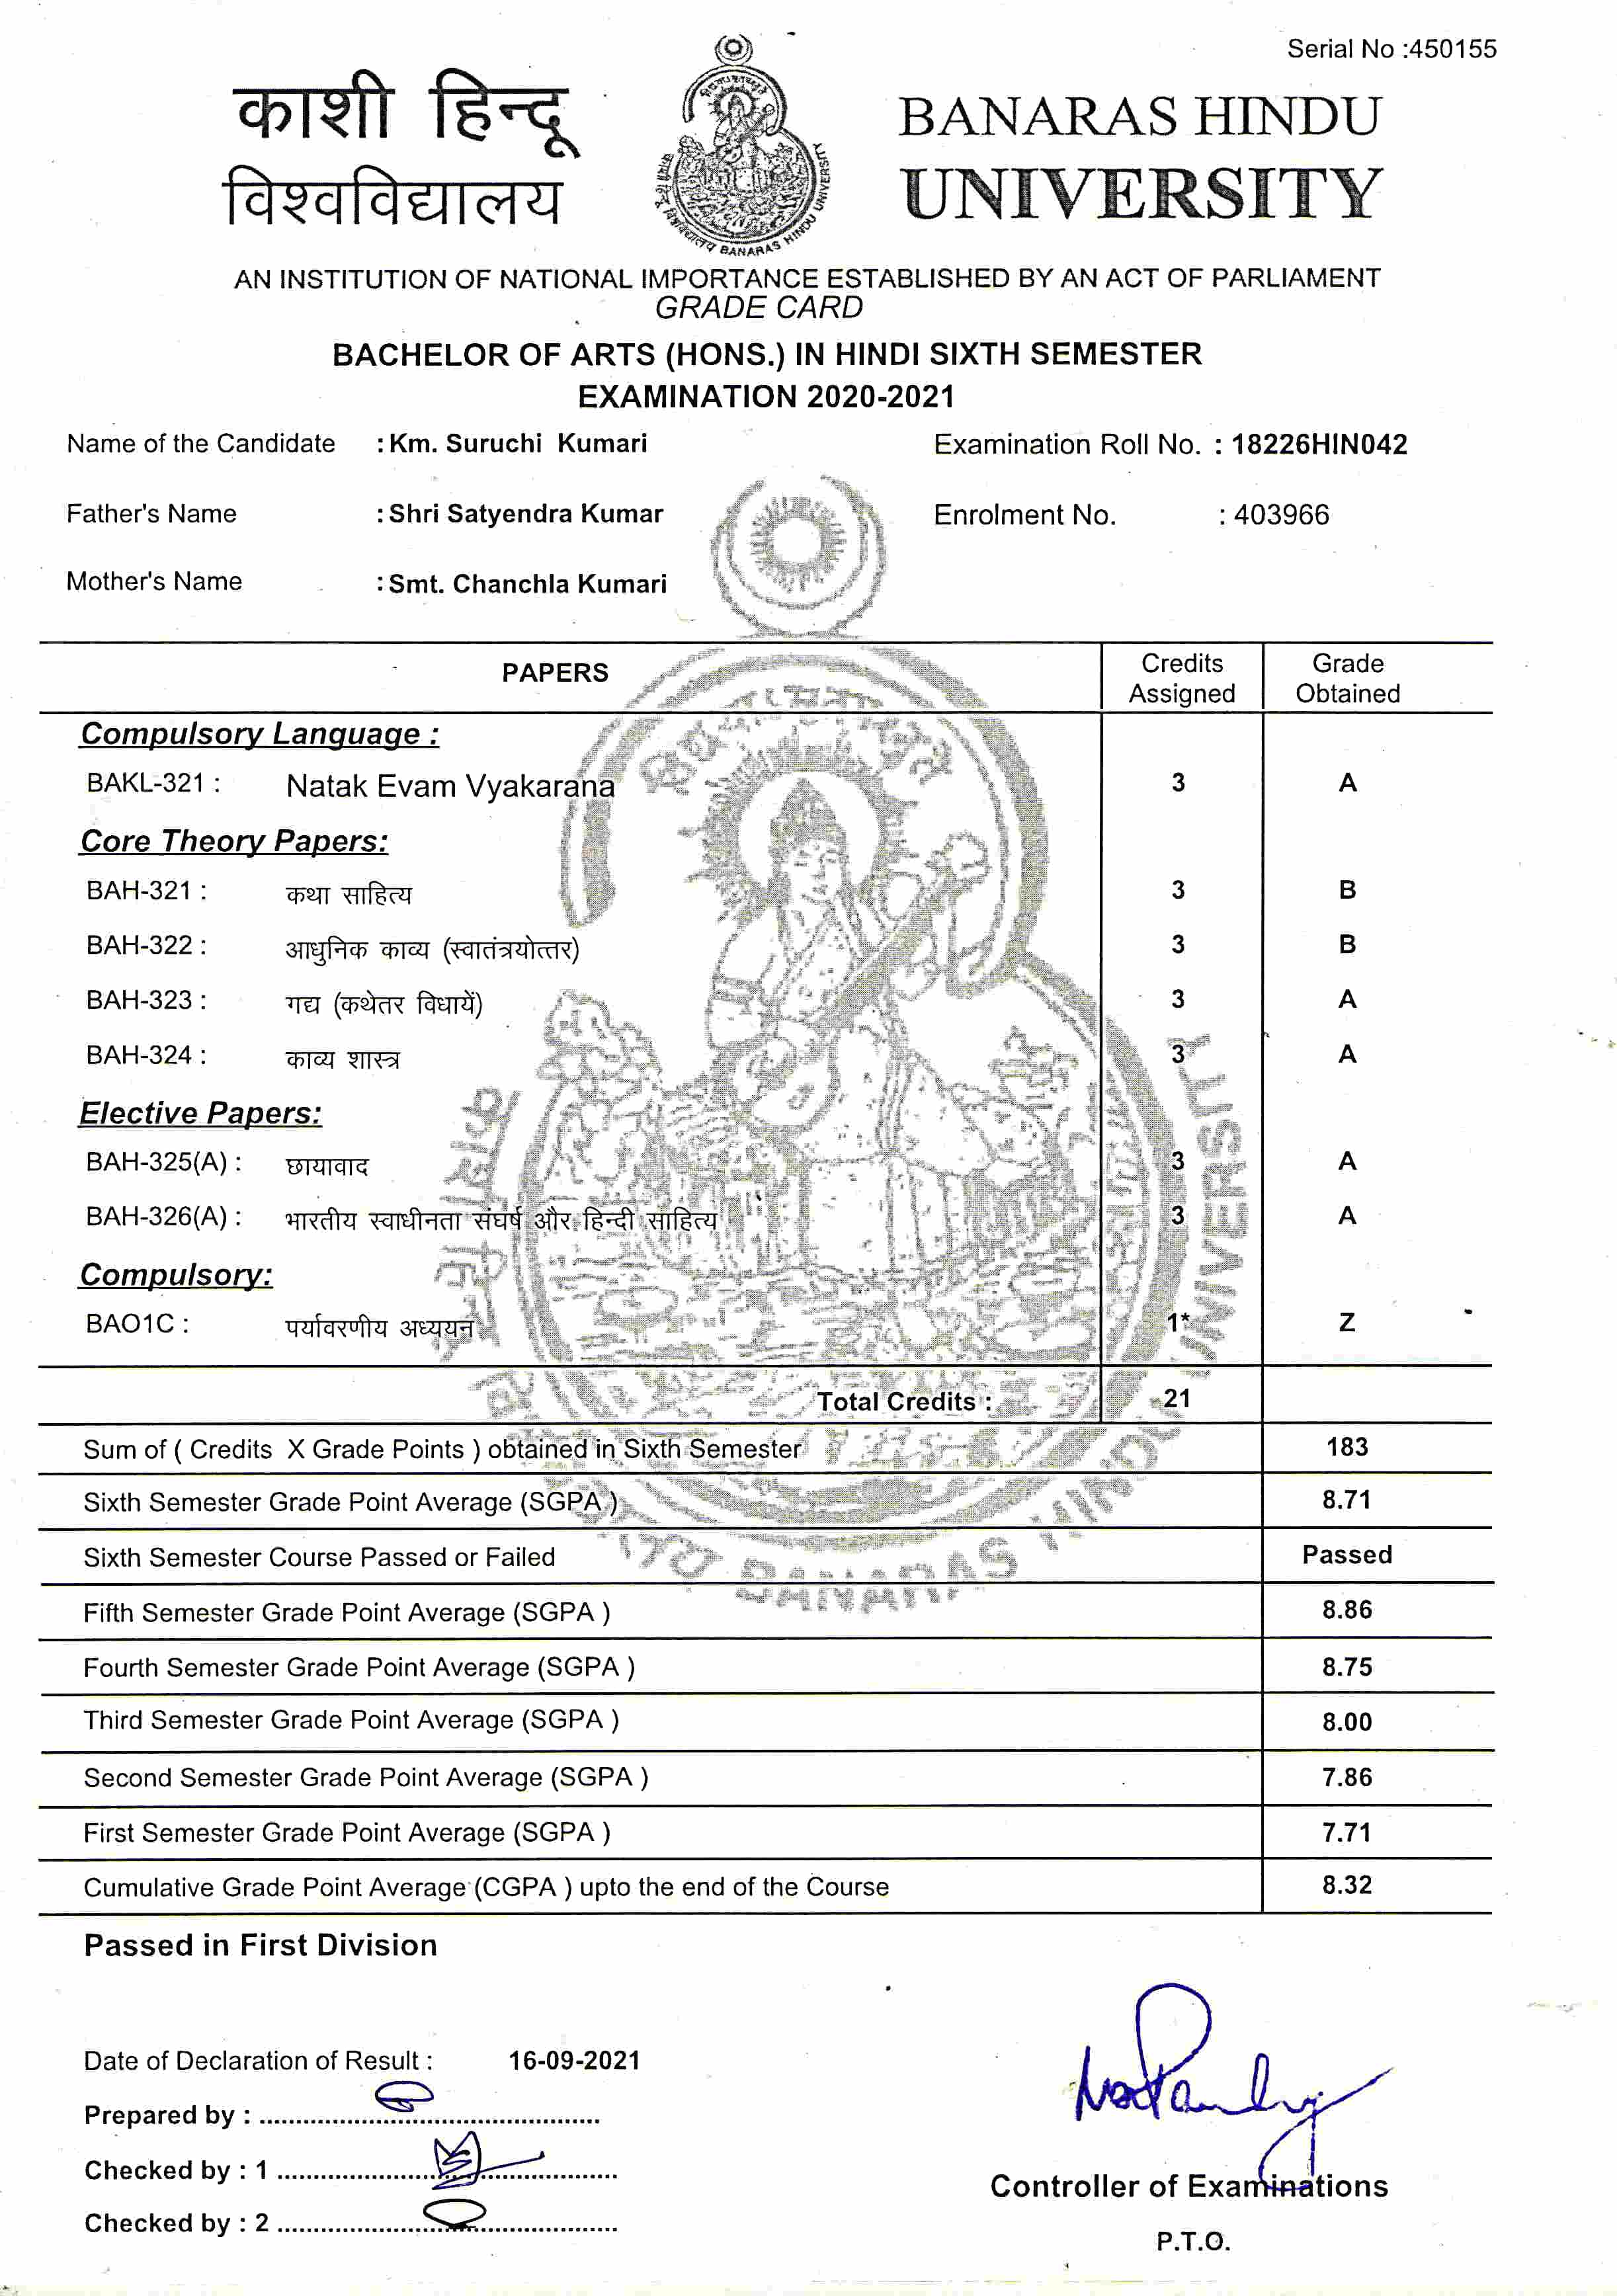 Serial No :450155
काशी हिन्दू
विश्वविद्यालय
BANARAS HINDU
UNIVERSITY
AN INSTITUTION OF NATIONAL IMPORTANCE ESTABLISHED BY AN ACT OF PARLIAMENT
GRADE CARD
BACHELOR OF ARTS (HONS.) IN HINDI SIXTH SEMESTER
EXAMINATION 2020-2021
Name of the Candidate : Km. Suruchi Kumari Examination Roll No. : 18226HIN042
Father's Name : Shri Satyendra Kumar Enrolment No. : 403966
Mother's Name : Smt. Chanchla Kumari
PAPERS Credits Assigned Grade Obtained
Compulsory Language :
BAKL-321 : Natak Evam Vyakarana 3 A
Core Theory Papers:
BAH-321 : कथा साहित्य 3 B
BAH-322 : आधुनिक काव्य (स्वातंत्रयोत्तर) 3 B
BAH-323 : गद्य (कथेतर विधायें) 3 A
BAH-324 : काव्य शास्त्र 3 A
Elective Papers:
BAH-325(A) : छायावाद 3 A
BAH-326(A) : भारतीय स्वाधीनता संघर्ष और हिन्दी साहित्य 3 A
Compulsory:
BAO1C : पर्यावरणीय अध्ययन 1* Z
Total Credits : 21
Sum of ( Credits X Grade Points ) obtained in Sixth Semester 183
Sixth Semester Grade Point Average (SGPA ) 8.71
Sixth Semester Course Passed or Failed Passed
Fifth Semester Grade Point Average (SGPA ) 8.86
Fourth Semester Grade Point Average (SGPA ) 8.75
Third Semester Grade Point Average (SGPA ) 8.00
Second Semester Grade Point Average (SGPA ) 7.86
First Semester Grade Point Average (SGPA ) 7.71
Cumulative Grade Point Average (CGPA ) upto the end of the Course 8.32
Passed in First Division
Date of Declaration of Result : 16-09-2021
Prepared by :
Checked by : 1
Checked by : 2
Controller of Examinations
P.T.O.